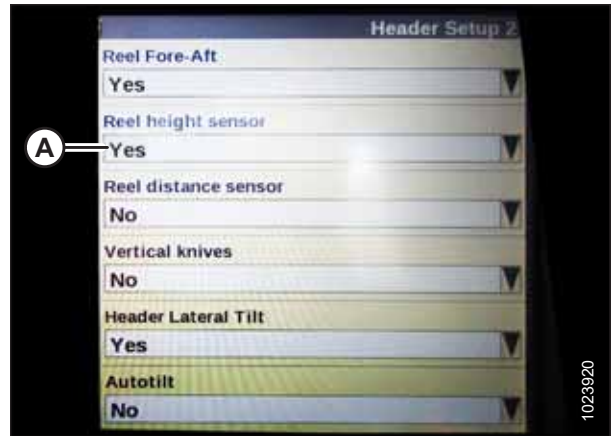 Header Setup 2
Reel Fore-Aft
Yes
Reel height sensor
A
Yes
Reel distance sensor
No
Vertical knives
No
Header Lateral Tilt
Yes
Autotilt
No
1023920